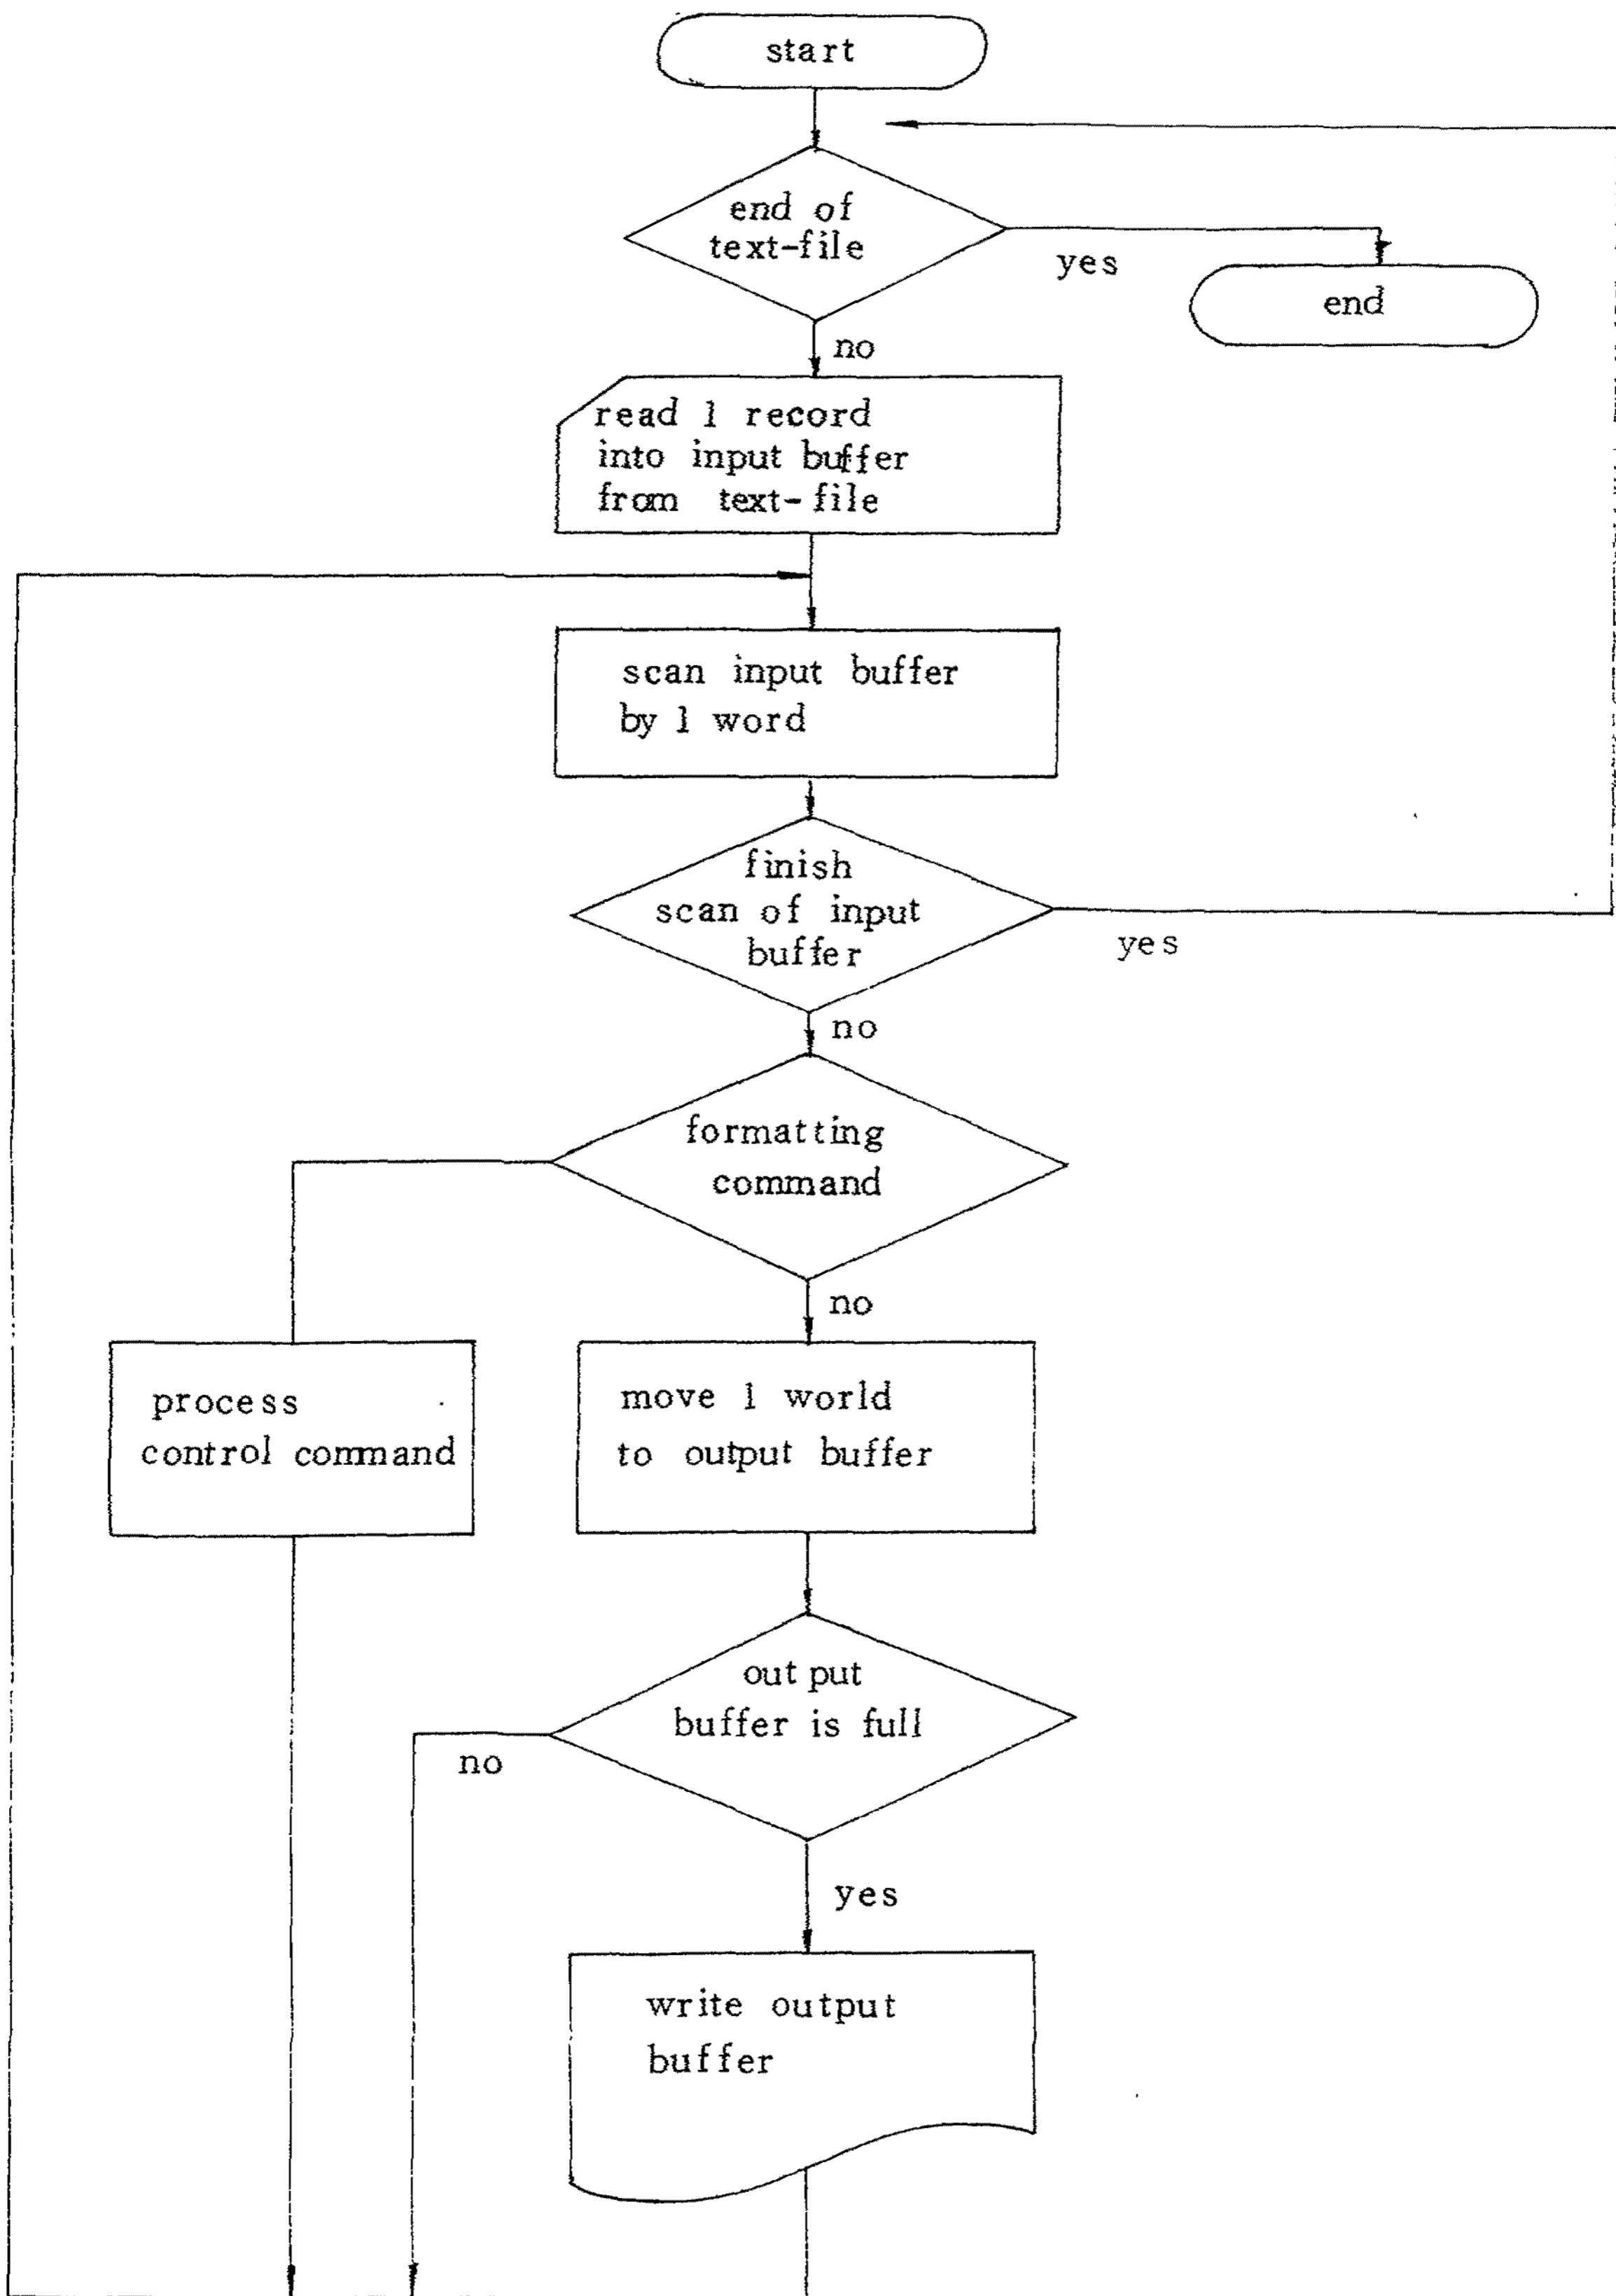 start
end of
text-file
yes
end
no
read 1 record
into input buffer
from text-file
scan input buffer
by 1 word
finish
scan of input
buffer
yes
no
formatting
command
no
process
control command
move 1 world
to output buffer
output
buffer is full
no
yes
write output
buffer